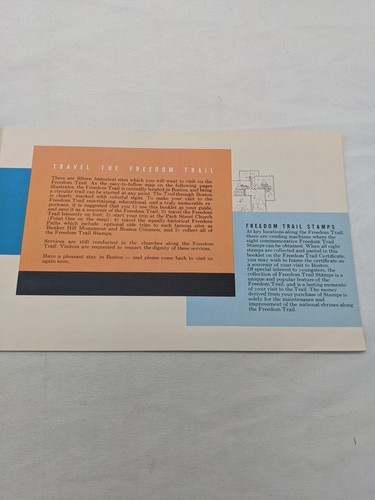 TRAVEL THE FREEDOM TRAIL
There are fifteen historical sites which you will want to visit on the
Freedom Trail. As the easy-to-follow map on the following pages
illustrates, the Freedom Trail is centrally located in Boston, and being
a circular trail can be started at any point. The Trail through Boston
is clearly marked with colorful signs. To make your visit to the
Freedom Trail entertaining, educational, and a truly memorable ex-
perience, it is suggested that you 1) use this booklet as your guide,
and save it as a souvenir of the Freedom Trail; 2) travel the Freedom
Trail leisurely on foot; 3) start your trip at the Park Street Church
(Point One on the map); 4) travel the equally historical Freedom
Paths which include optional side trips to such famous sites as
Bunker Hill Monument and Boston Common, and 5) collect all of
the Freedom Trail Stamps.
Services are still conducted in the churches along the Freedom
Trail. Visitors are requested to respect the dignity of these services.
Have a pleasant stay in Boston — and please come back to visit us
again soon.
FREEDOM TRAIL STAMPS
At key locations along the Freedom Trail,
there are vending machines where the
eight commemorative Freedom Trail
Stamps can be obtained. When all eight
stamps are collected and pasted in this
booklet on the Freedom Trail Certificate,
you may wish to frame the certificate as
a souvenir of your visit to Boston.
Of special interest to youngsters, the
collection of Freedom Trail Stamps is a
unique and popular feature of the
Freedom Trail, and is a lasting memento
of your visit to the Trail. The money
derived from your purchase of Stamps is
solely for the maintenance and
improvement of the national shrines along
the Freedom Trail.